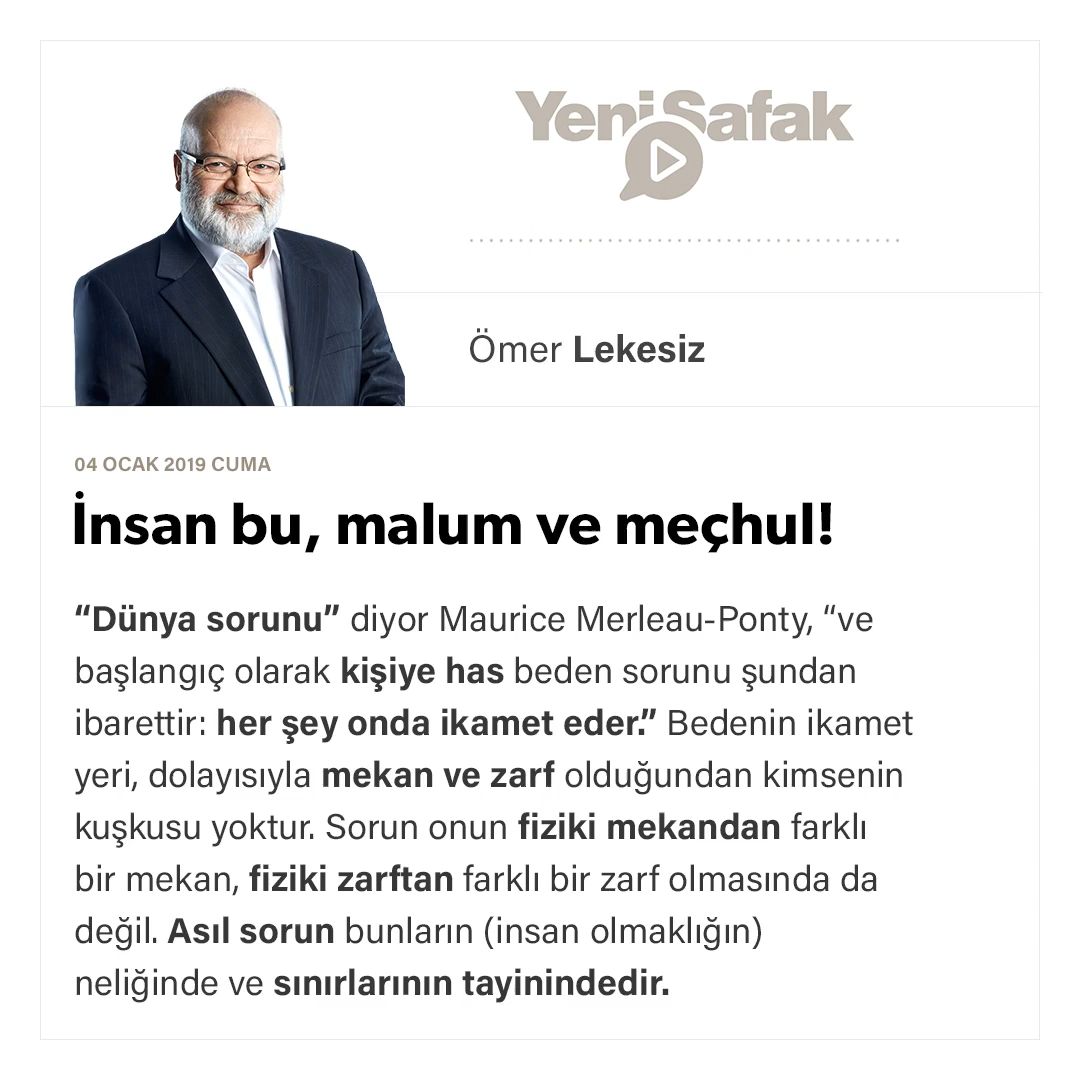 YeniSafak
Ömer Lekesiz
04 OCAK 2019 CUMA
İnsan bu, malum ve meçhul!
“Dünya sorunu” diyor Maurice Merleau-Ponty, “ve
başlangıç olarak kişiye has beden sorunu şundan
ibarettir: her şey onda ikamet eder.” Bedenin ikamet
yeri, dolayısıyla mekan ve zarf olduğundan kimsenin
kuşkusu yoktur. Sorun onun fiziki mekandan farklı
bir mekan, fiziki zarftan farklı bir zarf olmasında da
değil. Asıl sorun bunların (insan olmaklığın)
neliğinde ve sınırlarının tayinindedir.